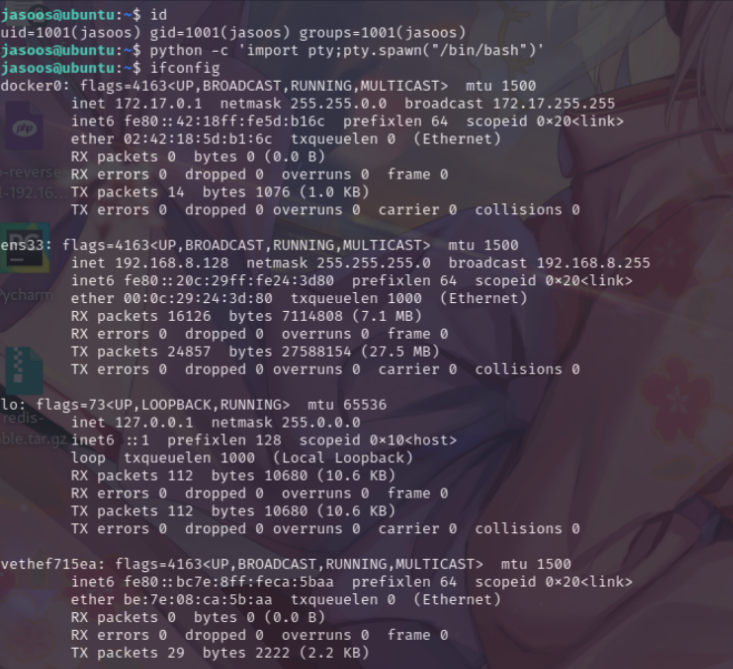 jasoos@ubuntu:~$ id
uid=1001(jasoos) gid=1001(jasoos) groups=1001(jasoos)
jasoos@ubuntu:~$ python -c 'import pty;pty.spawn("/bin/bash")'
jasoos@ubuntu:~$ ifconfig
docker0: flags=4163<UP,BROADCAST,RUNNING,MULTICAST>  mtu 1500
        inet 172.17.0.1  netmask 255.255.0.0  broadcast 172.17.255.255
        inet6 fe80::42:18ff:fe5d:b16c  prefixlen 64  scopeid 0×20<link>
        ether 02:42:18:5d:b1:6c  txqueuelen 0  (Ethernet)
        RX packets 0  bytes 0 (0.0 B)
        RX errors 0  dropped 0  overruns 0  frame 0
        TX packets 14  bytes 1076 (1.0 KB)
        TX errors 0  dropped 0 overruns 0  carrier 0  collisions 0

ens33: flags=4163<UP,BROADCAST,RUNNING,MULTICAST>  mtu 1500
        inet 192.168.8.128  netmask 255.255.255.0  broadcast 192.168.8.255
        inet6 fe80::20c:29ff:fe24:3d80  prefixlen 64  scopeid 0×20<link>
        ether 00:0c:29:24:3d:80  txqueuelen 1000  (Ethernet)
        RX packets 16126  bytes 7114808 (7.1 MB)
        RX errors 0  dropped 0  overruns 0  frame 0
        TX packets 24857  bytes 27588154 (27.5 MB)
        TX errors 0  dropped 0 overruns 0  carrier 0  collisions 0

lo: flags=73<UP,LOOPBACK,RUNNING>  mtu 65536
        inet 127.0.0.1  netmask 255.0.0.0
        inet6 ::1  prefixlen 128  scopeid 0×10<host>
        loop  txqueuelen 1000  (Local Loopback)
        RX packets 112  bytes 10680 (10.6 KB)
        RX errors 0  dropped 0  overruns 0  frame 0
        TX packets 112  bytes 10680 (10.6 KB)
        TX errors 0  dropped 0 overruns 0  carrier 0  collisions 0

vethef715ea: flags=4163<UP,BROADCAST,RUNNING,MULTICAST>  mtu 1500
        inet6 fe80::bc7e:8ff:feca:5baa  prefixlen 64  scopeid 0×20<link>
        ether be:7e:08:ca:5b:aa  txqueuelen 0  (Ethernet)
        RX packets 0  bytes 0 (0.0 B)
        RX errors 0  dropped 0  overruns 0  frame 0
        TX packets 29  bytes 2222 (2.2 KB)
php
-reverse
-192.16...
Pycharm
redis-
ble.tar.gz